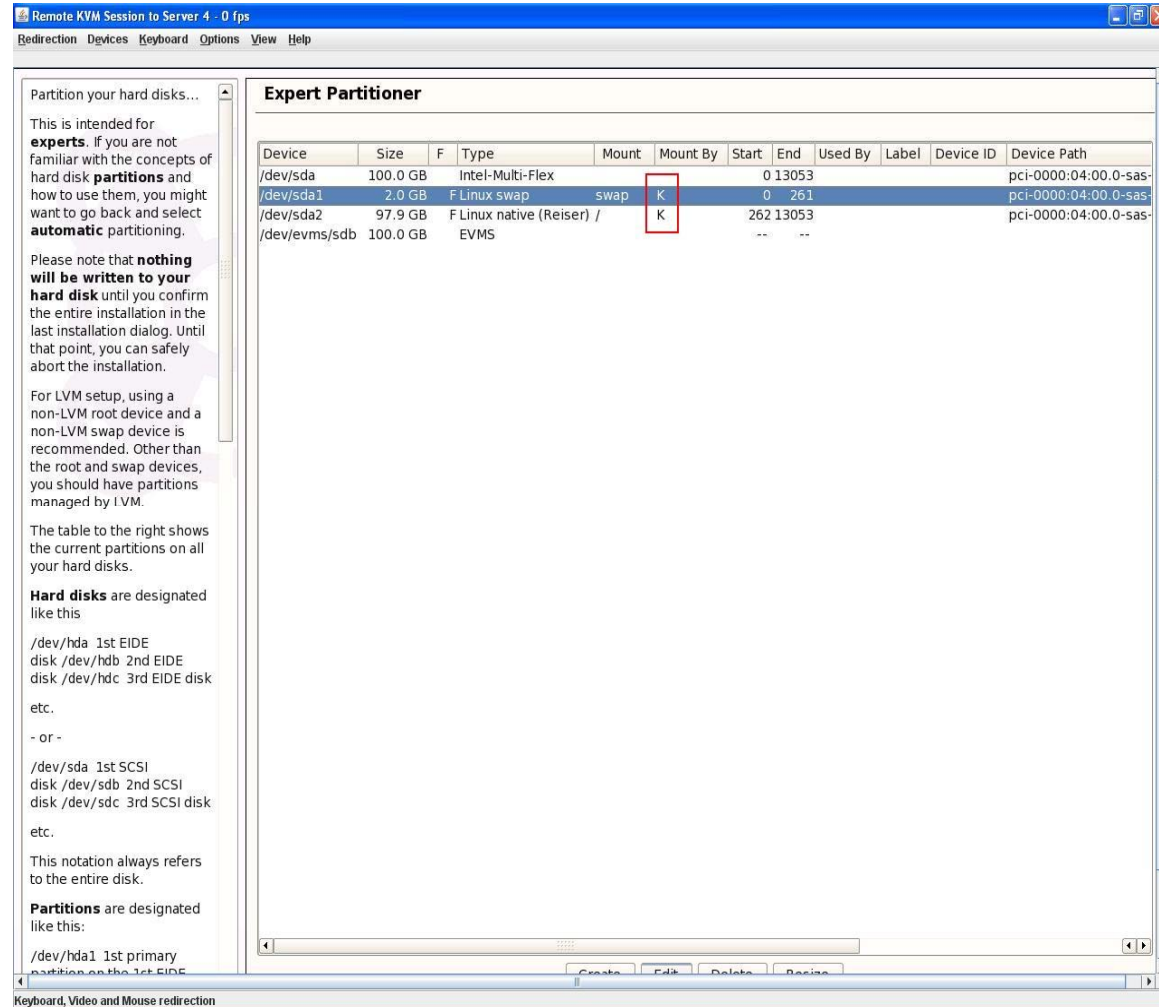 Remote KVM Session to Server 4 - 0 fps
Redirection Devices Keyboard Options View Help
Partition your hard disks...
This is intended for
experts. If you are not
familiar with the concepts of
hard disk partitions and
how to use them, you might
want to go back and select
automatic partitioning.
Please note that nothing
will be written to your
hard disk until you confirm
the entire installation in the
last installation dialog. Until
that point, you can safely
abort the installation.
For LVM setup, using a
non-LVM root device and a
non-LVM swap device is
recommended. Other than
the root and swap devices,
you should have partitions
managed by LVM.
The table to the right shows
the current partitions on all
your hard disks.
Hard disks are designated
like this
/dev/hda 1st EIDE
disk /dev/hdb 2nd EIDE
disk /dev/hdc 3rd EIDE disk
etc.
- or -
/dev/sda 1st SCSI
disk /dev/sdb 2nd SCSI
disk /dev/sdc 3rd SCSI disk
etc.
This notation always refers
to the entire disk.
Partitions are designated
like this:
/dev/hda1 1st primary
partition on the 1st EIDE
Expert Partitioner
Device Size F Type Mount Mount By Start End Used By Label Device ID Device Path
/dev/sda 100.0 GB Intel-Multi-Flex 0 13053 pci-0000:04:00.0-sas-
/dev/sda1 2.0 GB F Linux swap swap K 0 261 pci-0000:04:00.0-sas-
/dev/sda2 97.9 GB F Linux native (Reiser) / K 262 13053 pci-0000:04:00.0-sas-
/dev/evms/sdb 100.0 GB EVMS -- --
Create Edit Delete Resize
Keyboard, Video and Mouse redirection